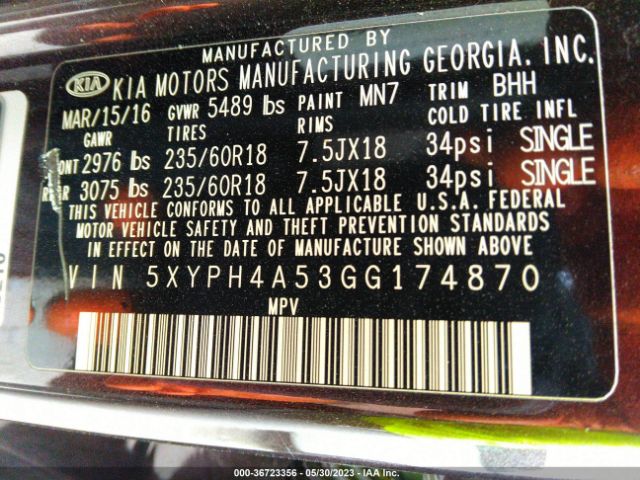 MANUFACTURED BY
KIA KIA MOTORS MANUFACTURING GEORGIA, INC.
MAR/15/16 GVWR 5489 lbs PAINT MN7 TRIM BHH
GAWR TIRES RIMS COLD TIRE INFL
ONT 2976 lbs 235/60R18 7.5JX18 34psi SINGLE
R 3075 lbs 235/60R18 7.5JX18 34psi SINGLE
THIS VEHICLE CONFORMS TO ALL APPLICABLE U.S.A. FEDERAL
MOTOR VEHICLE SAFETY AND THEFT PREVENTION STANDARDS
IN EFFECT ON THE DATE OF MANUFACTURE SHOWN ABOVE.
VIN 5XYPH4A53GG174870
MPV
000-36723356 - 05/30/2023 - IAA Inc.